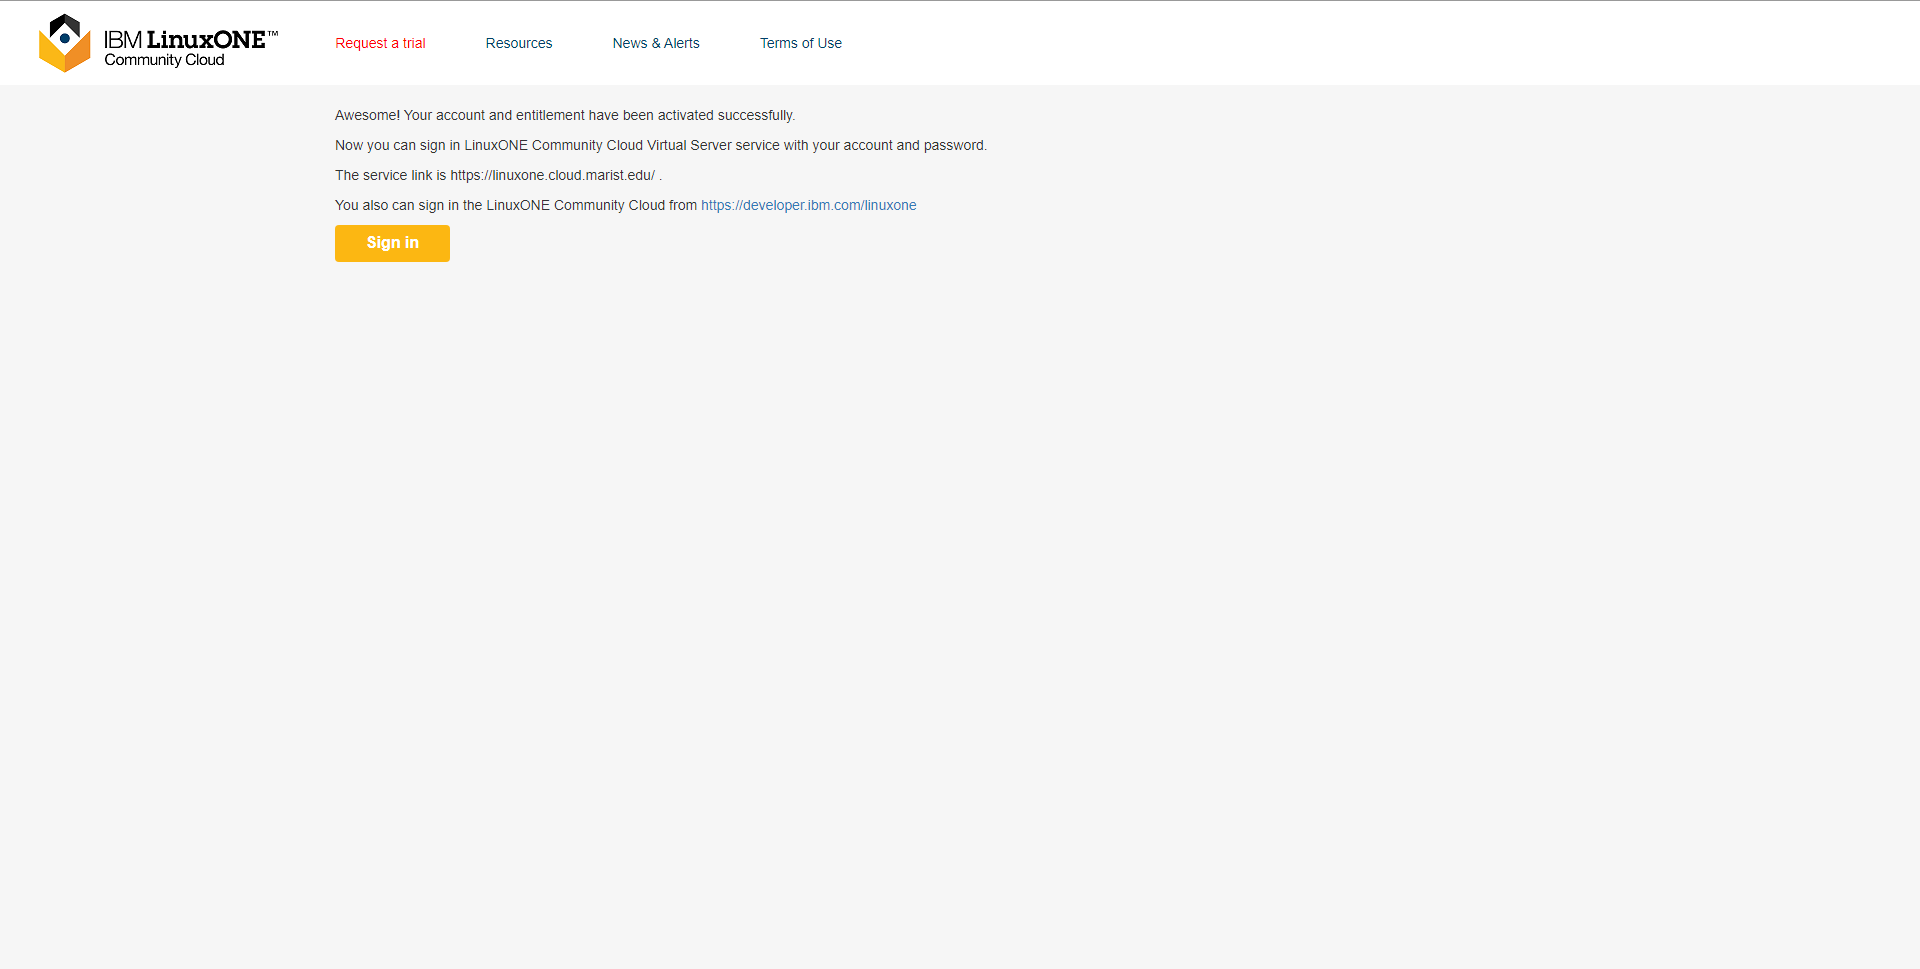 IBM LinuxONE™
Community Cloud
Request a trial
Resources
News & Alerts
Terms of Use
Awesome! Your account and entitlement have been activated successfully.
Now you can sign in LinuxONE Community Cloud Virtual Server service with your account and password.
The service link is https://linuxone.cloud.marist.edu/ .
You also can sign in the LinuxONE Community Cloud from https://developer.ibm.com/linuxone
Sign in